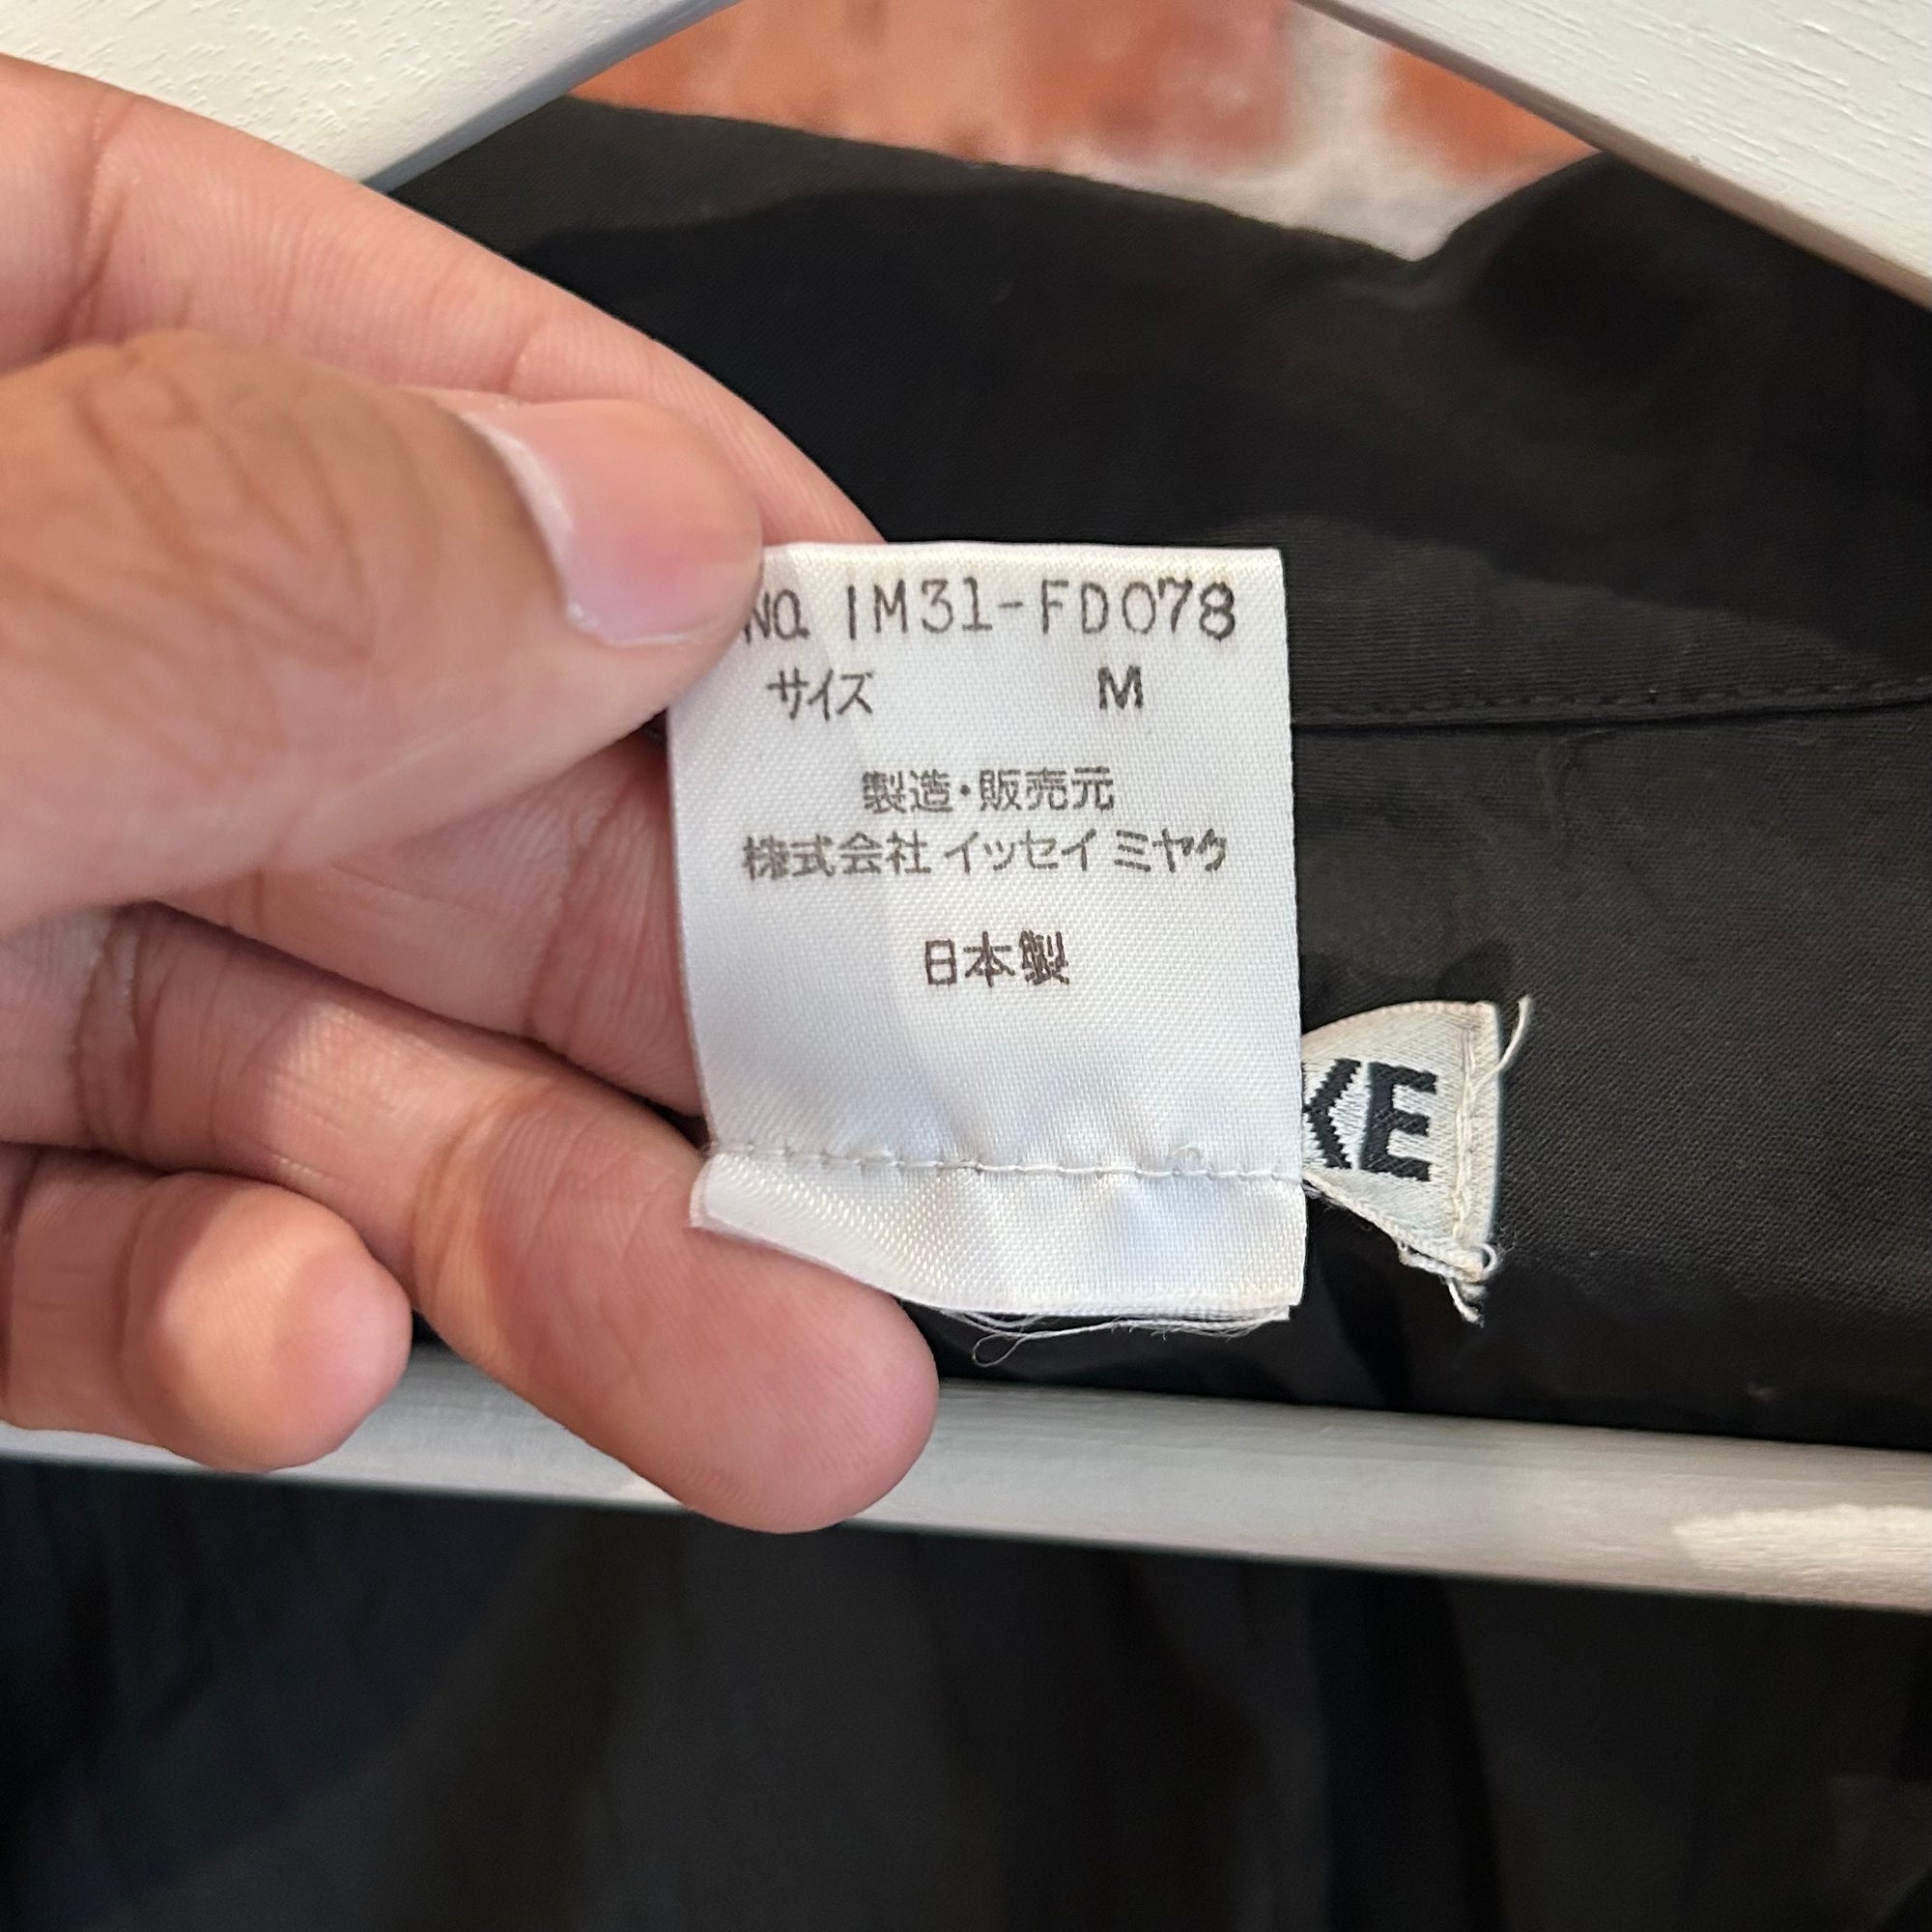 No. IM31-FD078
サイズ M
製造・販売元
株式会社 イッセイ ミヤケ
日本製
KE